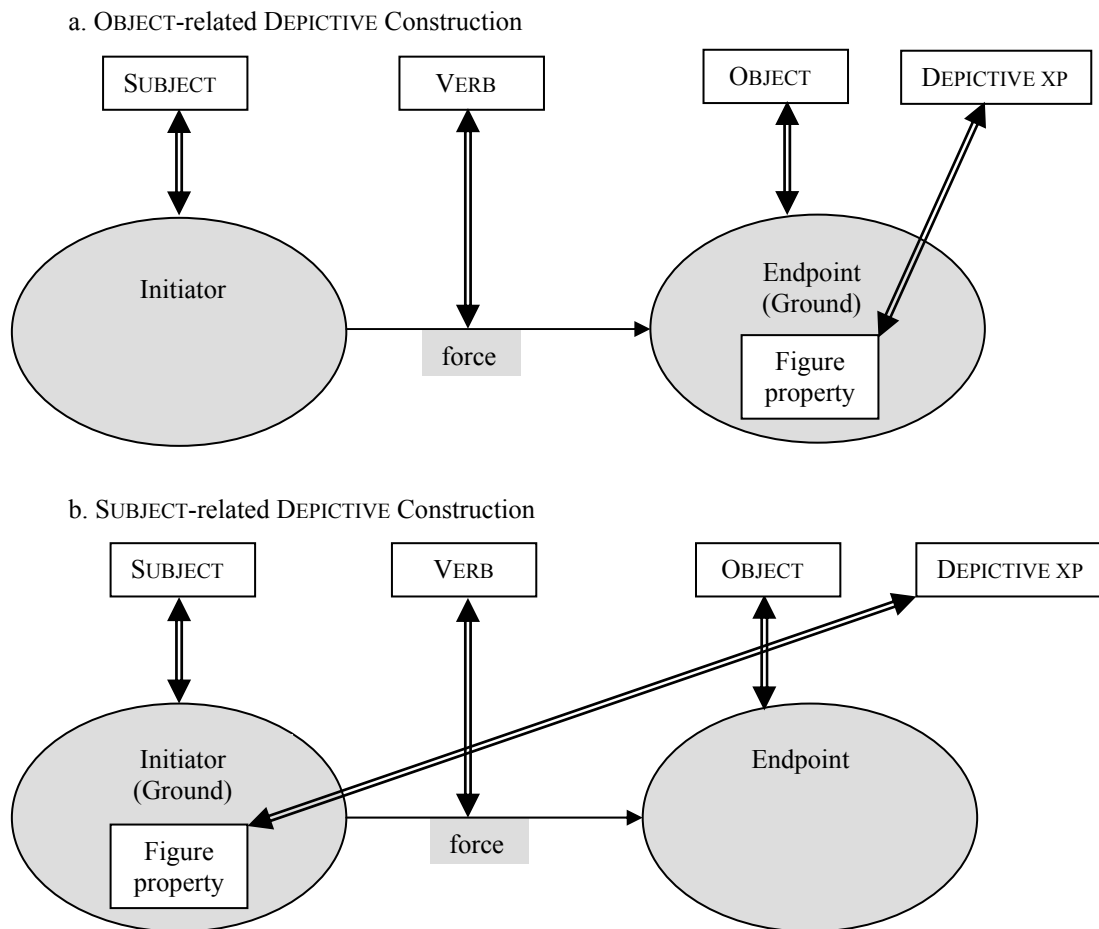 a. OBJECT-related DEPICTIVE Construction
SUBJECT
VERB
OBJECT
DEPICTIVE XP
Initiator
Endpoint
(Ground)
force
Figure
property
b. SUBJECT-related DEPICTIVE Construction
SUBJECT
VERB
OBJECT
DEPICTIVE XP
Initiator
(Ground)
Endpoint
force
Figure
property